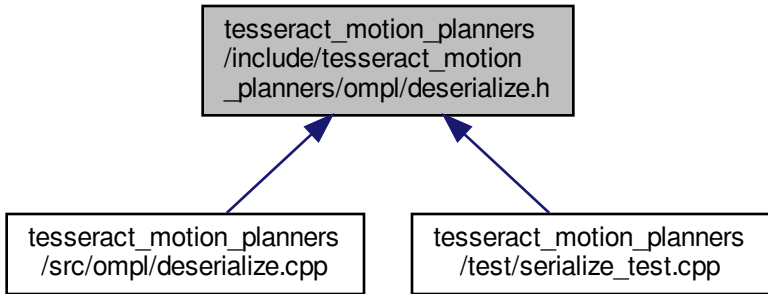 tesseract_motion_planners
/include/tesseract_motion
_planners/ompl/deserialize.h
tesseract_motion_planners
/src/ompl/deserialize.cpp
tesseract_motion_planners
/test/serialize_test.cpp